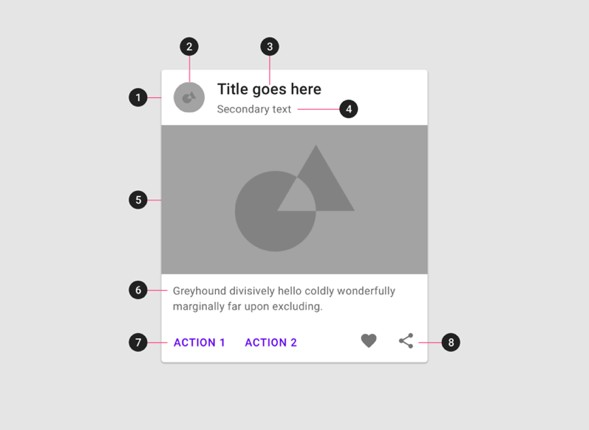 2
3
1
Title goes here
Secondary text
4
5
6
Greyhound divisively hello coldly wonderfully
marginally far upon excluding.
7
ACTION 1 ACTION 2
8